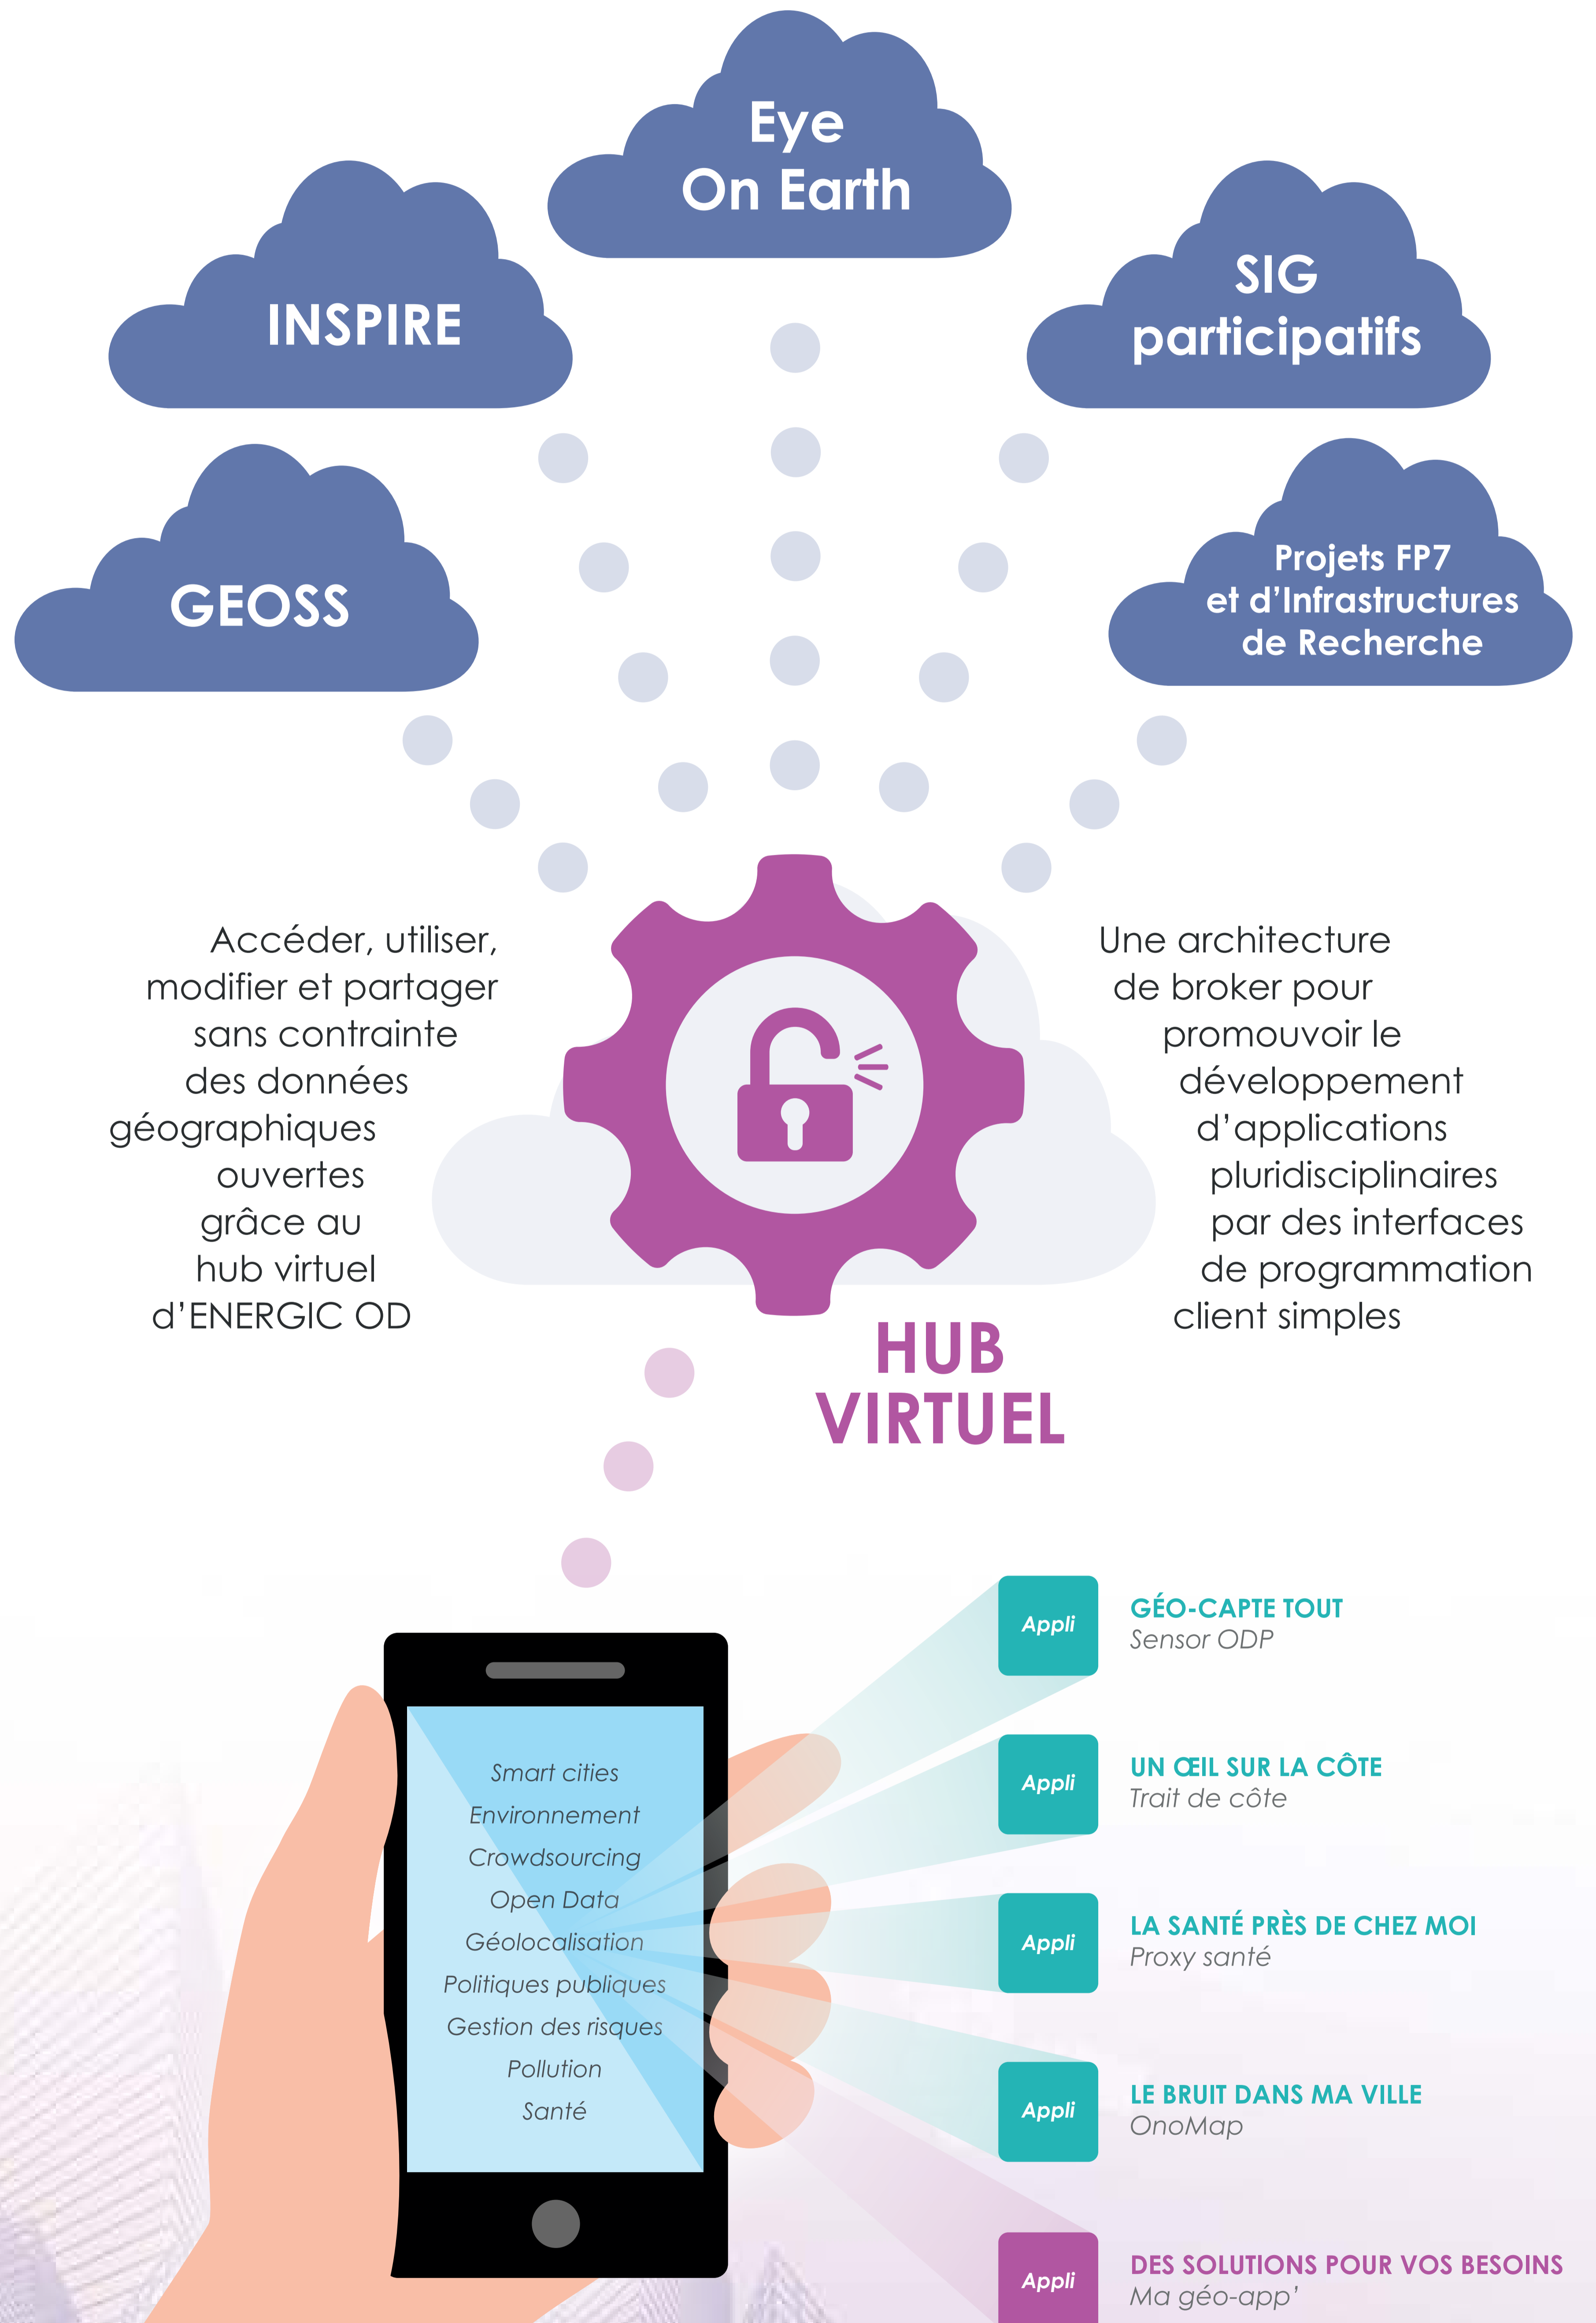 Eye
On Earth
INSPIRE
SIG
participatifs
GEOSS
Projets FP7
et d'Infrastructures
de Recherche
Accéder, utiliser,
modifier et partager
sans contrainte
des données
géographiques
ouvertes
grâce au
hub virtuel
d'ENERGIC OD
Une architecture
de broker pour
promouvoir le
développement
d'applications
pluridisciplinaires
par des interfaces
de programmation
client simples
HUB
VIRTUEL
Smart cities
Environnement
Crowdsourcing
Open Data
Géolocalisation
Politiques publiques
Gestion des risques
Pollution
Santé
Appli
GÉO-CAPTE TOUT
Sensor ODP
Appli
UN ŒIL SUR LA CÔTE
Trait de côte
Appli
LA SANTÉ PRÈS DE CHEZ MOI
Proxy santé
Appli
LE BRUIT DANS MA VILLE
OnoMap
Appli
DES SOLUTIONS POUR VOS BESOINS
Ma géo-app'